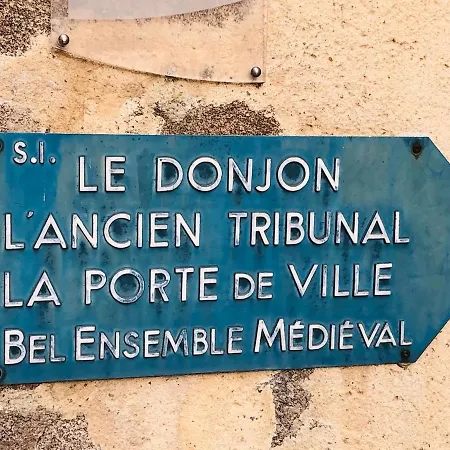 S.I. LE DONJON
L'ANCIEN TRIBUNAL
LA PORTE DE VILLE
BEL ENSEMBLE MÉDIÉVAL